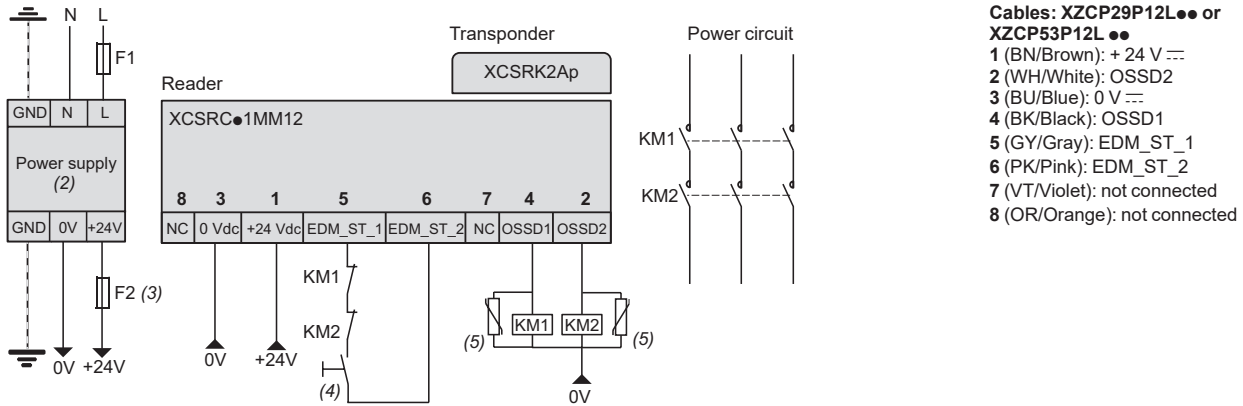 N L
F1
GND N L
Power supply
(2)
GND 0V +24V
F2 (3)
0V +24V
Reader
Transponder
XCSRK2Ap
XCSRC●1MM12
8 3 1 5 6 7 4 2
NC 0 Vdc +24 Vdc EDM_ST_1 EDM_ST_2 NC OSSD1 OSSD2
KM1
KM2
(4)
0V +24V
KM1 KM2
(5) (5)
0V
Power circuit
KM1
KM2
Cables: XZCP29P12L●● or
XZCP53P12L ●●
1 (BN/Brown): + 24 V ⎓
2 (WH/White): OSSD2
3 (BU/Blue): 0 V ⎓
4 (BK/Black): OSSD1
5 (GY/Gray): EDM_ST_1
6 (PK/Pink): EDM_ST_2
7 (VT/Violet): not connected
8 (OR/Orange): not connected